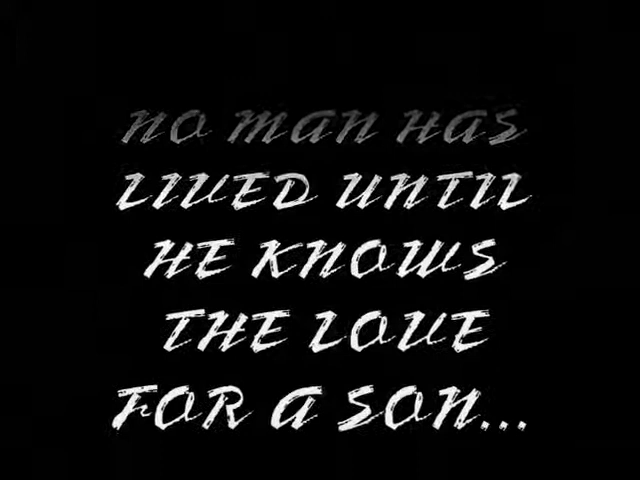 NO MAN HAS
LIVED UNTIL
HE KNOWS
THE LOVE
FOR A SON...